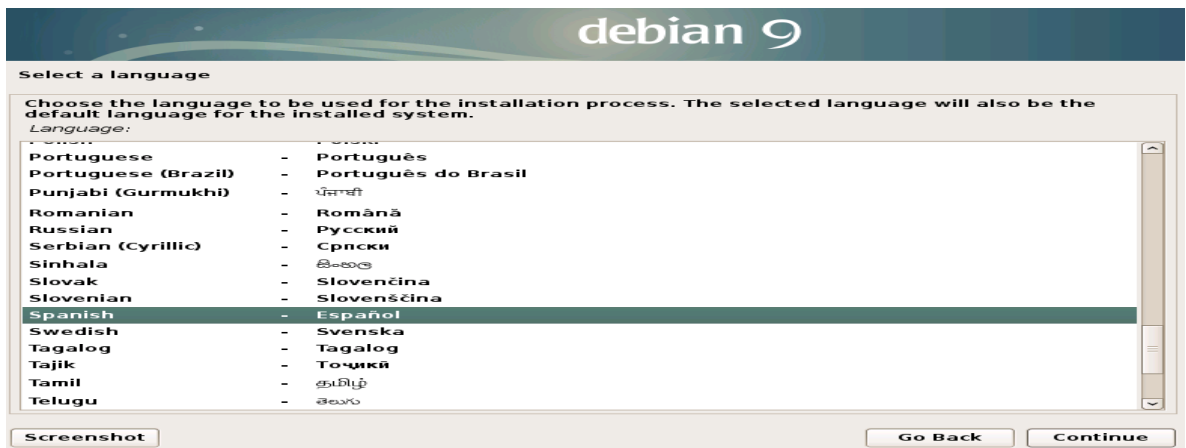 debian 9
Select a language
Choose the language to be used for the installation process. The selected language will also be the
default language for the installed system.
Language:
Portuguese - Português
Portuguese (Brazil) - Português do Brasil
Punjabi (Gurmukhi) - ਪੰਜਾਬੀ
Romanian - Română
Russian - Русский
Serbian (Cyrillic) - Српски
Sinhala - සිංහල
Slovak - Slovenčina
Slovenian - Slovenščina
Spanish - Español
Swedish - Svenska
Tagalog - Tagalog
Tajik - Тоҷикӣ
Tamil - தமிழ்
Telugu - తెలుగు
Screenshot Go Back Continue